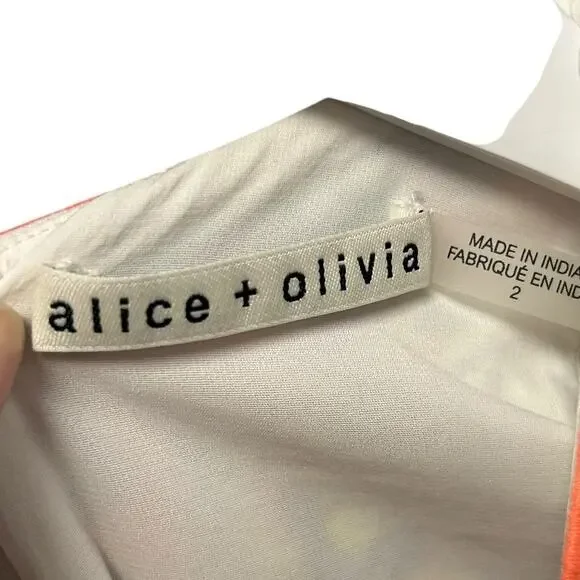 alice + olivia
MADE IN INDIA
FABRIQUÉ EN IND
2